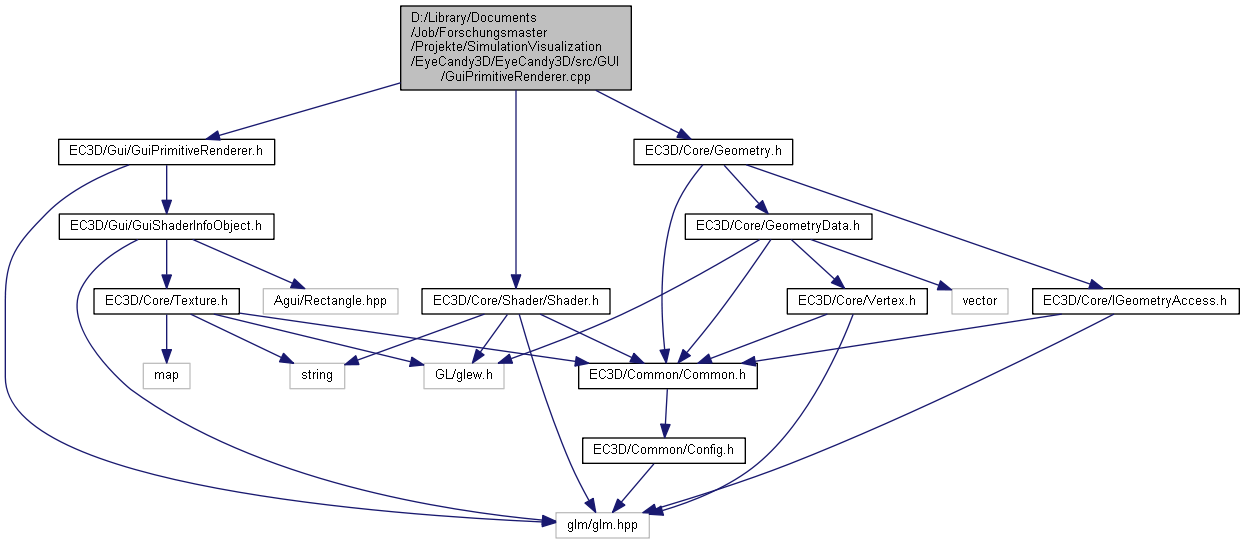 D:/Library/Documents
/Job/Forschungsmaster
/Projekte/SimulationVisualization
/EyeCandy3D/EyeCandy3D/src/GUI
/GuiPrimitiveRenderer.cpp
EC3D/Gui/GuiPrimitiveRenderer.h
EC3D/Core/Geometry.h
EC3D/Gui/GuiShaderInfoObject.h
EC3D/Core/GeometryData.h
EC3D/Core/Texture.h
Agui/Rectangle.hpp
EC3D/Core/Shader/Shader.h
EC3D/Core/Vertex.h
vector
EC3D/Core/IGeometryAccess.h
map
string
GL/glew.h
EC3D/Common/Common.h
EC3D/Common/Config.h
glm/glm.hpp